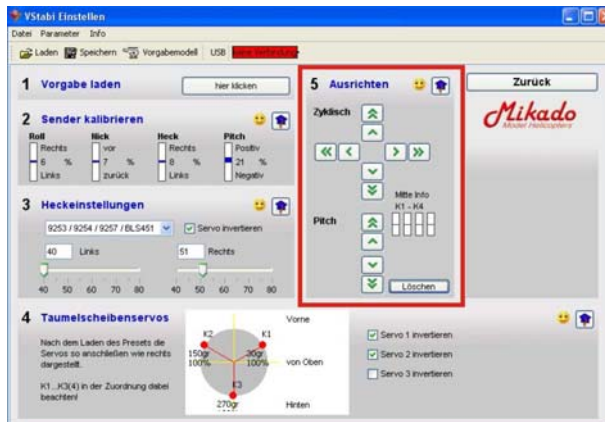 VStabi Einstellen
Datei Parameter Info
Laden Speichern Vorgabemodell USB keine Verbindung
1 Vorgabe laden
hier klicken
2 Sender kalibrieren
Roll Nick Heck Pitch
Rechts vor Rechts Positiv
6 % 7 % 8 % 21 %
Links zurück Links Negativ
3 Heckeinstellungen
9253 / 9254 / 9257 / BLS451 Servo invertieren
40 Links 51 Rechts
40 50 60 70 80 40 50 60 70 80
5 Ausrichten
Zyklisch
Mitte Info
K1 - K4
Pitch
Löschen
Zurück
Mikado
Model Helicopters
4 Taumelscheibenservos
Nach dem Laden des Presets die
Servos so anschließen wie rechts
dargestellt.
K1...K3(4) in der Zuordnung dabei
beachten!
Vorne
K2 K1
150gr 30gr
100% 100% von Oben
K3
270gr Hinten
Servo 1 invertieren
Servo 2 invertieren
Servo 3 invertieren